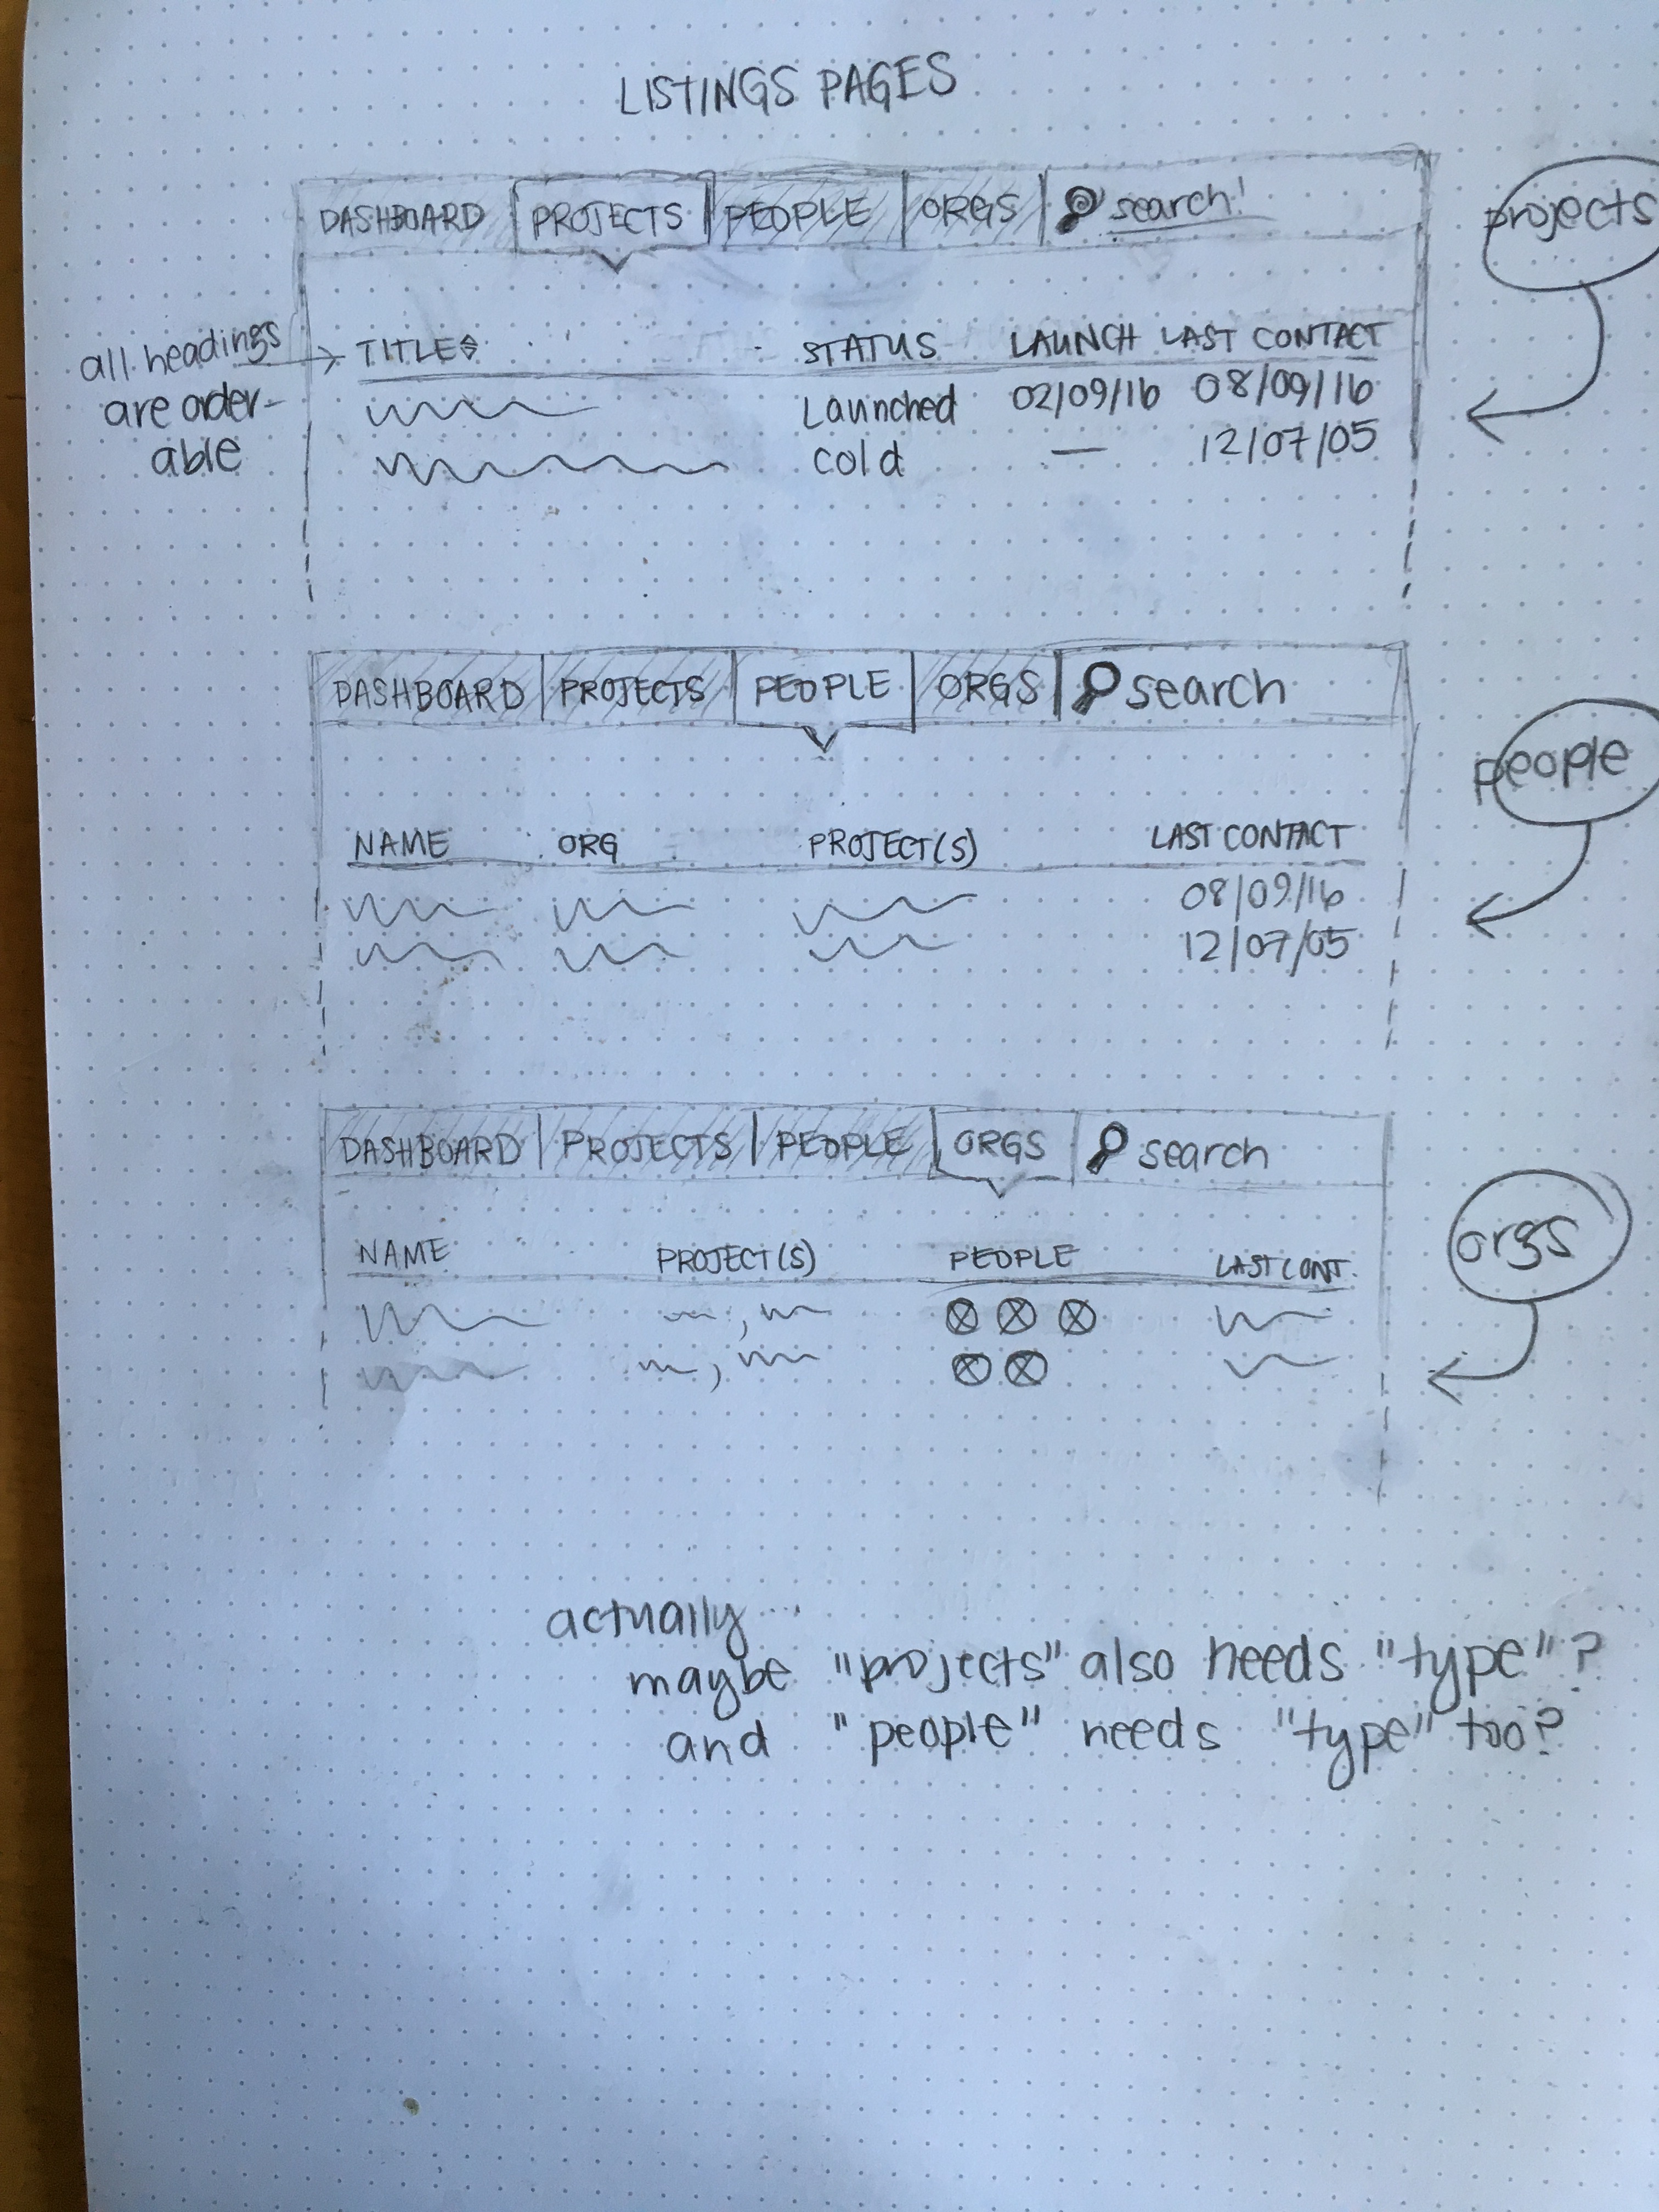 LISTINGS PAGES
DASHBOARD PROJECTS PEOPLE ORGS search!
projects
all headings
are order-
able
TITLE STATUS LAUNCH LAST CONTACT
Launched 02/09/16 08/09/16
cold — 12/07/05
DASHBOARD PROJECTS PEOPLE ORGS search
people
NAME ORG PROJECT(S) LAST CONTACT
08/09/16
12/07/05
DASHBOARD PROJECTS PEOPLE ORGS search
orgs
NAME PROJECT(S) PEOPLE LAST CONT.
actually...
maybe "projects" also needs "type"?
and "people" needs "type" too?